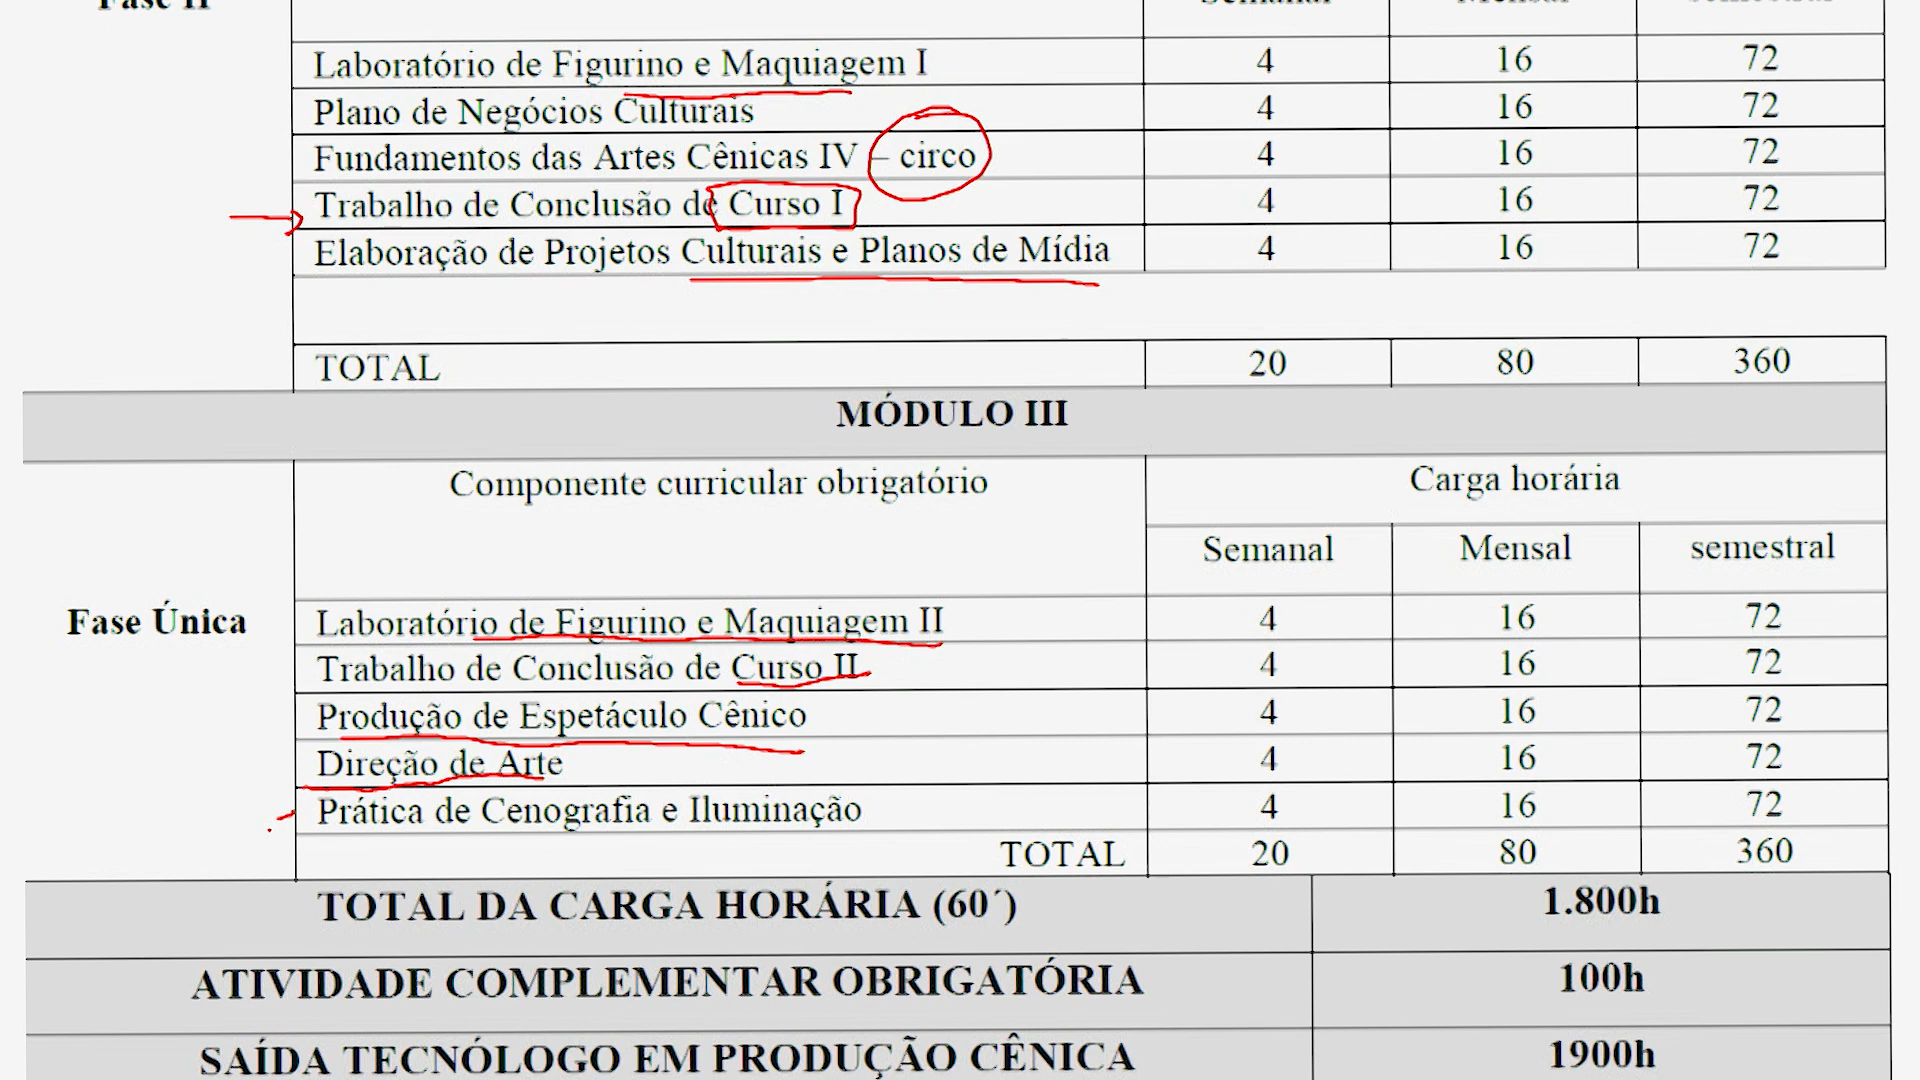 Fase II Semanal Mensal semestral
Laboratório de Figurino e Maquiagem I 4 16 72
Plano de Negócios Culturais 4 16 72
Fundamentos das Artes Cênicas IV – circo 4 16 72
Trabalho de Conclusão de Curso I 4 16 72
Elaboração de Projetos Culturais e Planos de Mídia 4 16 72
TOTAL 20 80 360
MÓDULO III
Componente curricular obrigatório Carga horária
Semanal Mensal semestral
Fase Única
Laboratório de Figurino e Maquiagem II 4 16 72
Trabalho de Conclusão de Curso II 4 16 72
Produção de Espetáculo Cênico 4 16 72
Direção de Arte 4 16 72
Prática de Cenografia e Iluminação 4 16 72
TOTAL 20 80 360
TOTAL DA CARGA HORÁRIA (60´) 1.800h
ATIVIDADE COMPLEMENTAR OBRIGATÓRIA 100h
SAÍDA TECNÓLOGO EM PRODUÇÃO CÊNICA 1900h